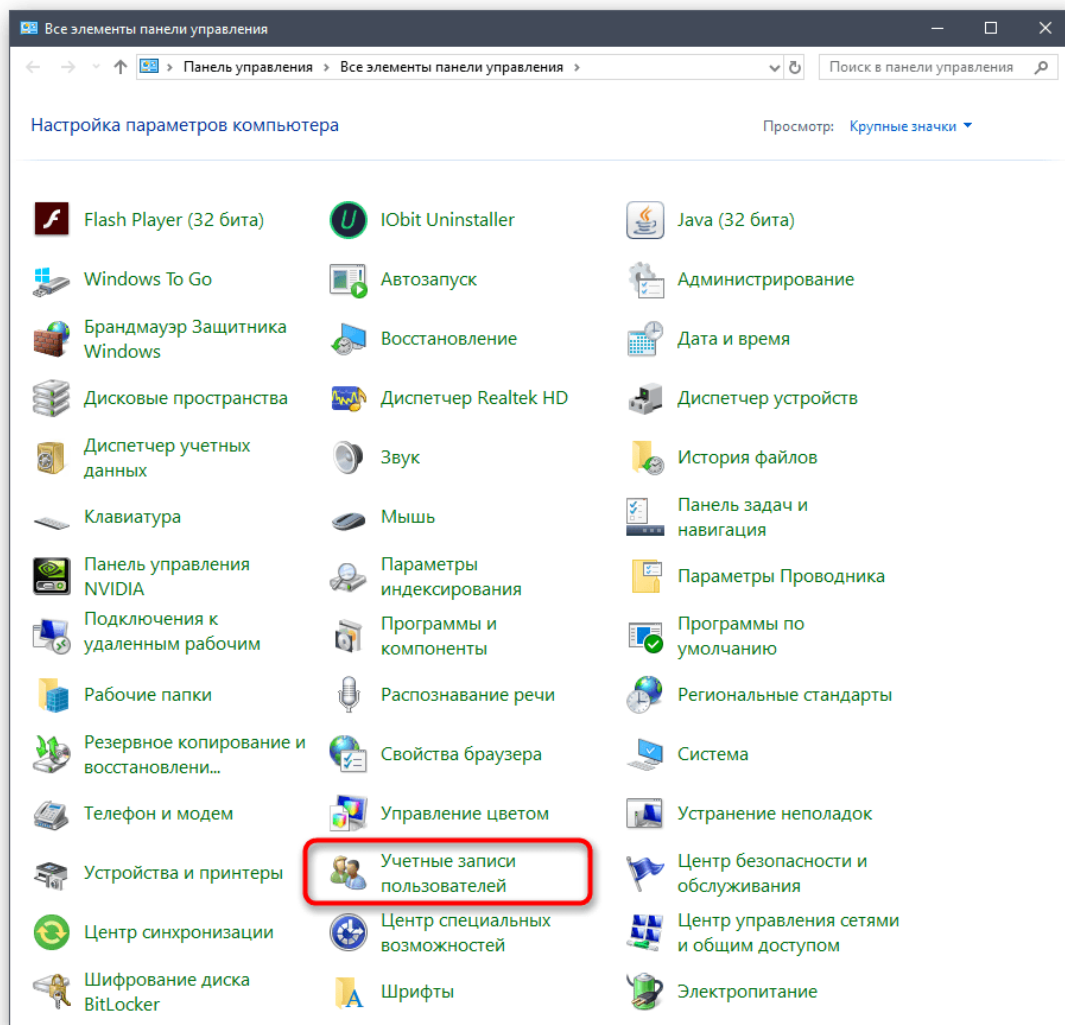 Все элементы панели управления
Панель управления › Все элементы панели управления ›
Поиск в панели управления
Настройка параметров компьютера
Просмотр: Крупные значки
Flash Player (32 бита)
IObit Uninstaller
Java (32 бита)
Windows To Go
Автозапуск
Администрирование
Брандмауэр Защитника
Windows
Восстановление
Дата и время
Дисковые пространства
Диспетчер Realtek HD
Диспетчер устройств
Диспетчер учетных
данных
Звук
История файлов
Клавиатура
Мышь
Панель задач и
навигация
Панель управления
NVIDIA
Параметры
индексирования
Параметры Проводника
Подключения к
удаленным рабочим
Программы и
компоненты
Программы по
умолчанию
Рабочие папки
Распознавание речи
Региональные стандарты
Резервное копирование и
восстановлени...
Свойства браузера
Система
Телефон и модем
Управление цветом
Устранение неполадок
Устройства и принтеры
Учетные записи
пользователей
Центр безопасности и
обслуживания
Центр синхронизации
Центр специальных
возможностей
Центр управления сетями
и общим доступом
Шифрование диска
BitLocker
Шрифты
Электропитание